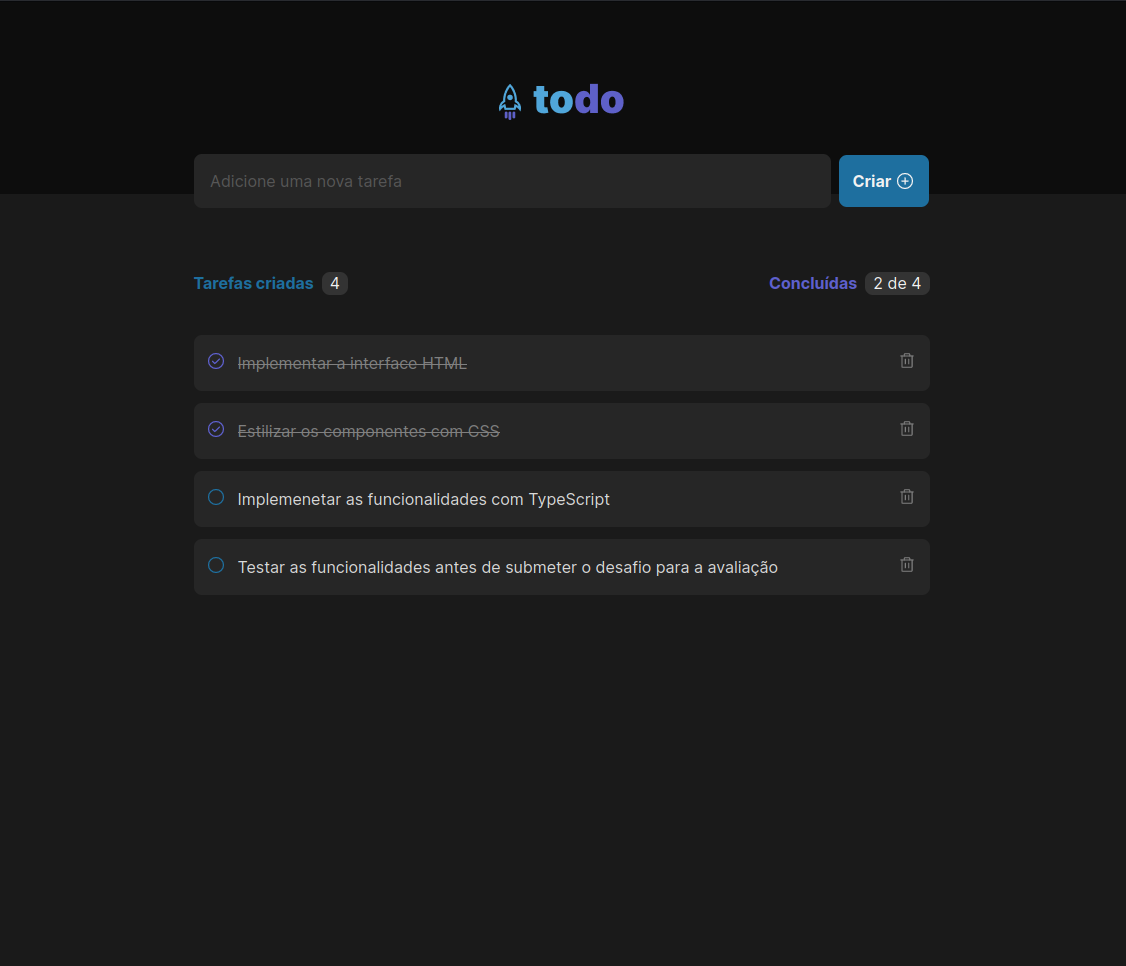 todo
Adicione uma nova tarefa
Criar
Tarefas criadas 4
Concluídas 2 de 4
Implementar a interface HTML
Estilizar os componentes com CSS
Implemenetar as funcionalidades com TypeScript
Testar as funcionalidades antes de submeter o desafio para a avaliação